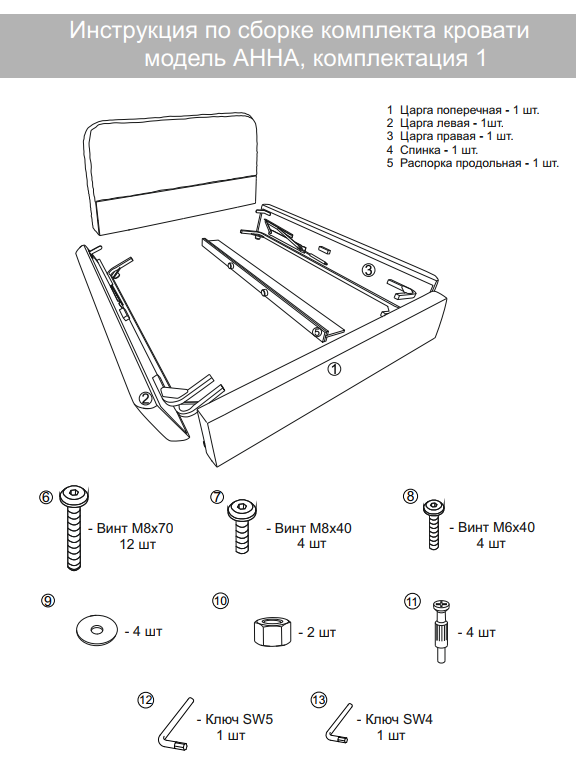 Инструкция по сборке комплекта кровати
модель АННА, комплектация 1
1 Царга поперечная - 1 шт.
2 Царга левая - 1шт.
3 Царга правая - 1 шт.
4 Спинка - 1 шт.
5 Распорка продольная - 1 шт.
3
5
1
2
6
- Винт М8х70
12 шт
7
- Винт М8х40
4 шт
8
- Винт М6х40
4 шт
9
- 4 шт
10
- 2 шт
11
- 4 шт
12
- Ключ SW5
1 шт
13
- Ключ SW4
1 шт